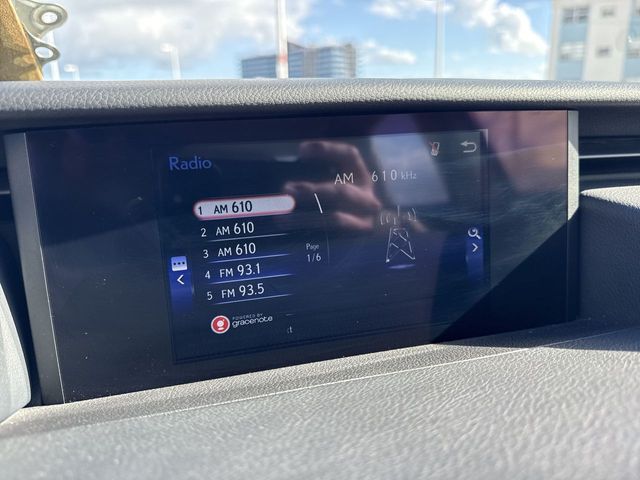 Radio
AM 610 kHz
1 AM 610
2 AM 610
3 AM 610
4 FM 93.1
5 FM 93.5
Page
1/6
POWERED BY
gracenote